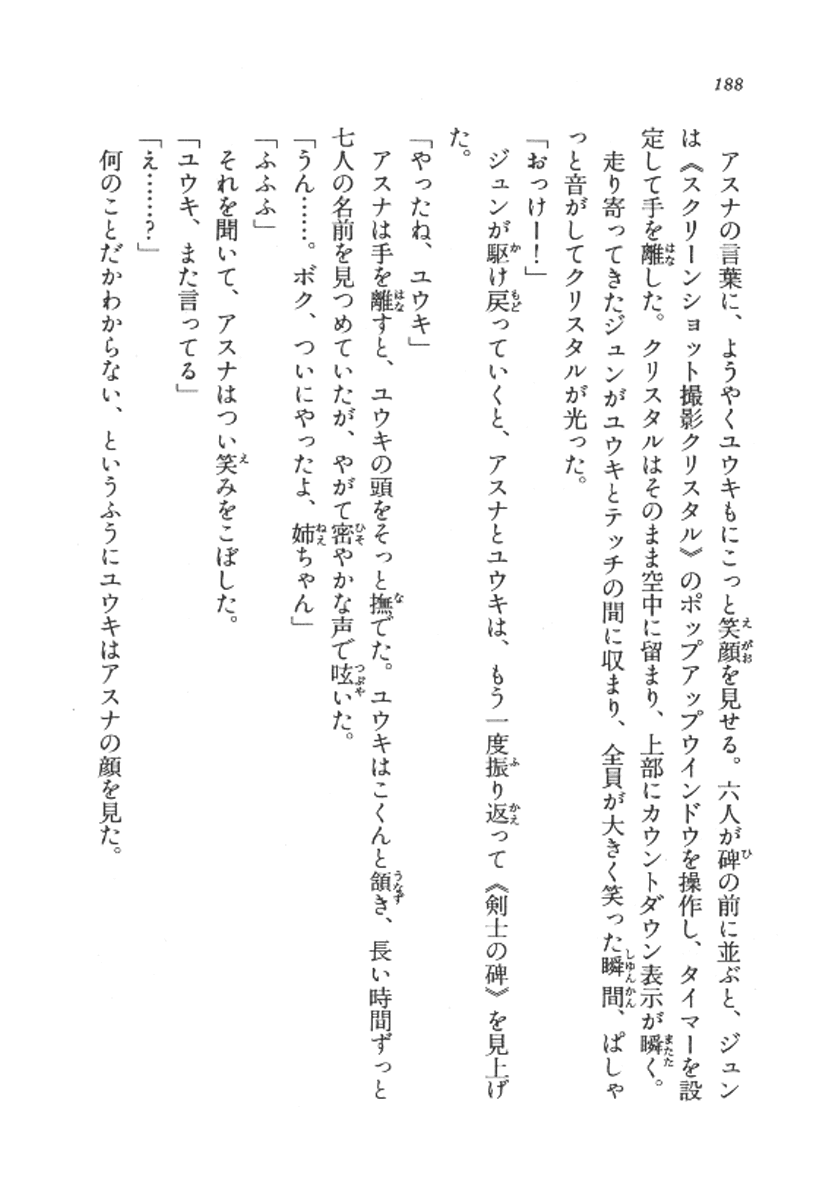 188
アスナの言葉に、ようやくユウキもにこっと笑顔を見せる。六人が碑の前に並ぶと、ジュン
は《スクリーンショット撮影クリスタル》のポップアップウインドウを操作し、タイマーを設
定して手を離した。クリスタルはそのまま空中に留まり、上部にカウントダウン表示が瞬く。
走り寄ってきたジュンがユウキとテッチの間に収まり、全員が大きく笑った瞬間、ぱしゃ
っと音がしてクリスタルが光った。
「おっけー！」
ジュンが駆け戻っていくと、アスナとユウキは、もう一度振り返って《剣士の碑》を見上げ
た。
「やったね、ユウキ」
アスナは手を離すと、ユウキの頭をそっと撫でた。ユウキはこくんと頷き、長い時間ずっと
七人の名前を見つめていたが、やがて密やかな声で呟いた。
「うん……。ボク、ついにやったよ、姉ちゃん」
「ふふふ」
それを聞いて、アスナはつい笑みをこぼした。
「ユウキ、また言ってる」
「え……？」
何のことだかわからない、というふうにユウキはアスナの顔を見た。